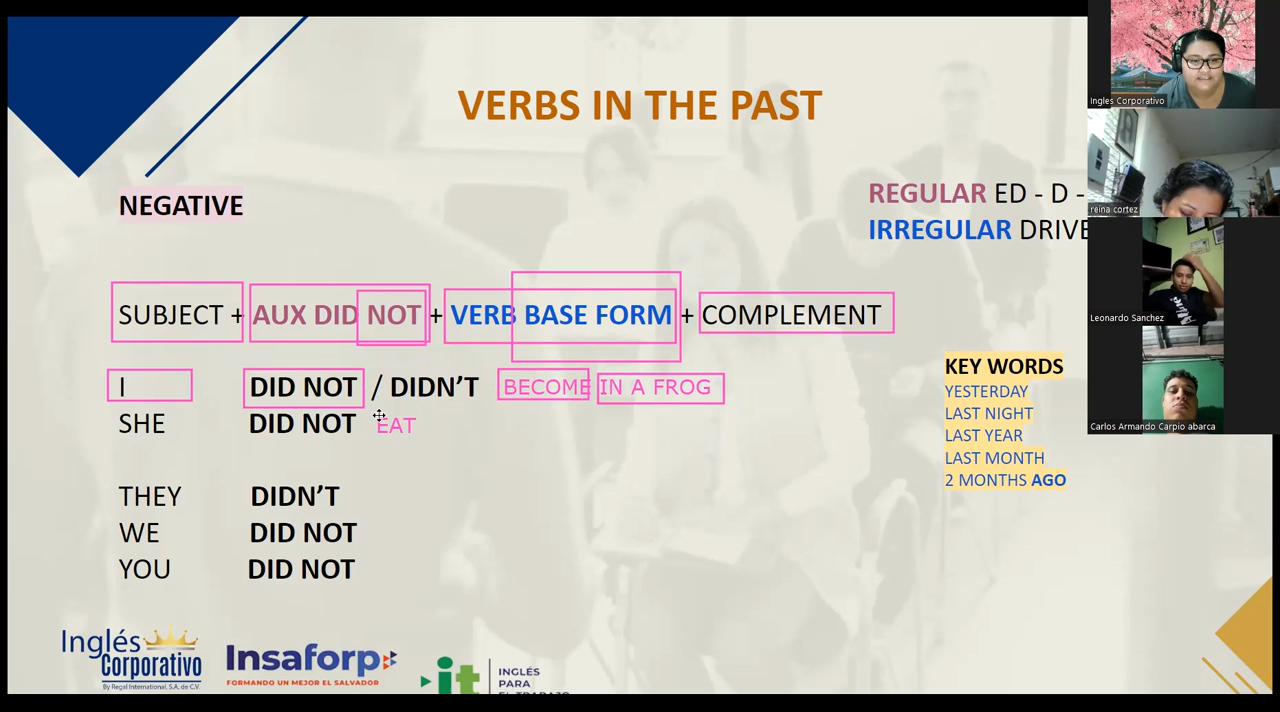 VERBS IN THE PAST
NEGATIVE
REGULAR ED - D -
IRREGULAR DRIVE
SUBJECT + AUX DID NOT + VERB BASE FORM + COMPLEMENT
I DID NOT / DIDN'T BECOME IN A FROG
SHE DID NOT EAT
THEY DIDN'T
WE DID NOT
YOU DID NOT
KEY WORDS
YESTERDAY
LAST NIGHT
LAST YEAR
LAST MONTH
2 MONTHS AGO
Inglés
Corporativo
By Regal International, S.A. de C.V.
Insaforp
FORMANDO UN MEJOR EL SALVADOR
it
INGLÉS
PARA
EL TRABAJO
Ingles Corporativo
reina cortez
Leonardo Sanchez
Carlos Armando Carpio abarca